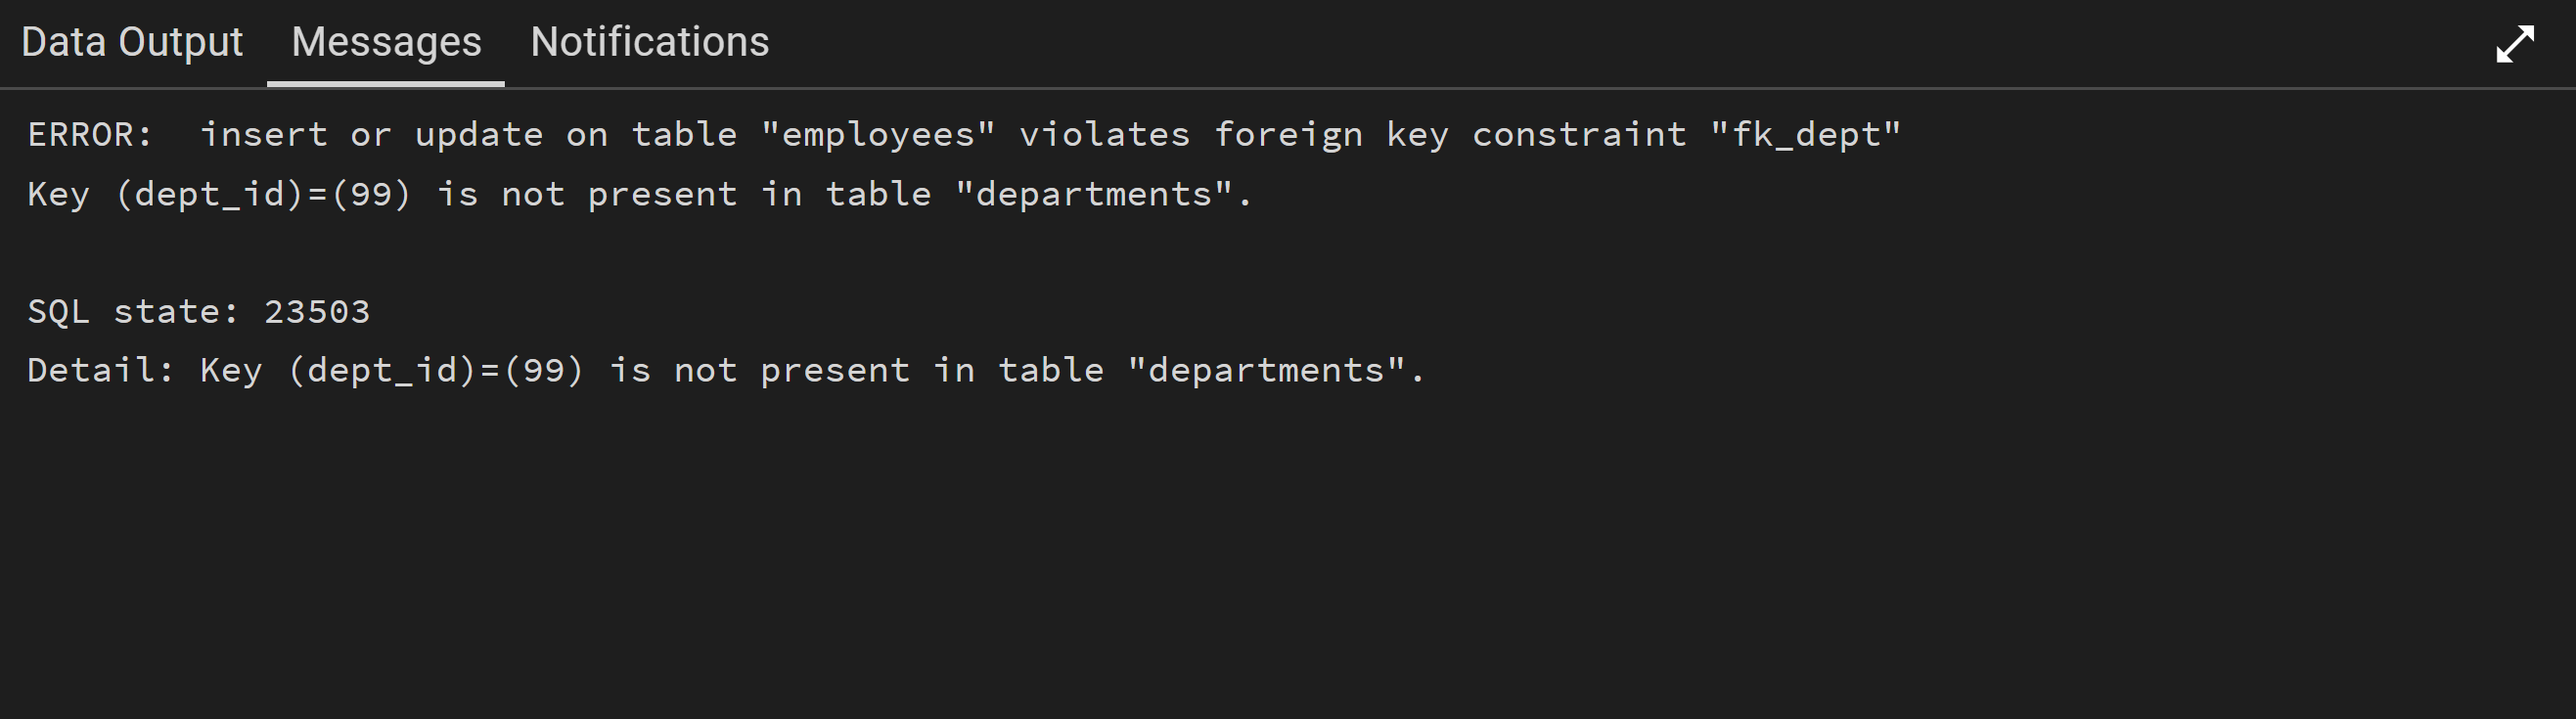 Data Output Messages Notifications
ERROR:  insert or update on table "employees" violates foreign key constraint "fk_dept"
Key (dept_id)=(99) is not present in table "departments".

SQL state: 23503
Detail: Key (dept_id)=(99) is not present in table "departments".